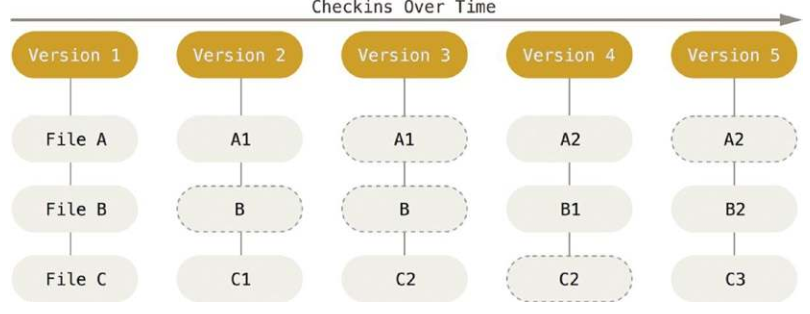 Checkins Over Time
Version 1 Version 2 Version 3 Version 4 Version 5
File A A1 A1 A2 A2
File B B B B1 B2
File C C1 C2 C2 C3